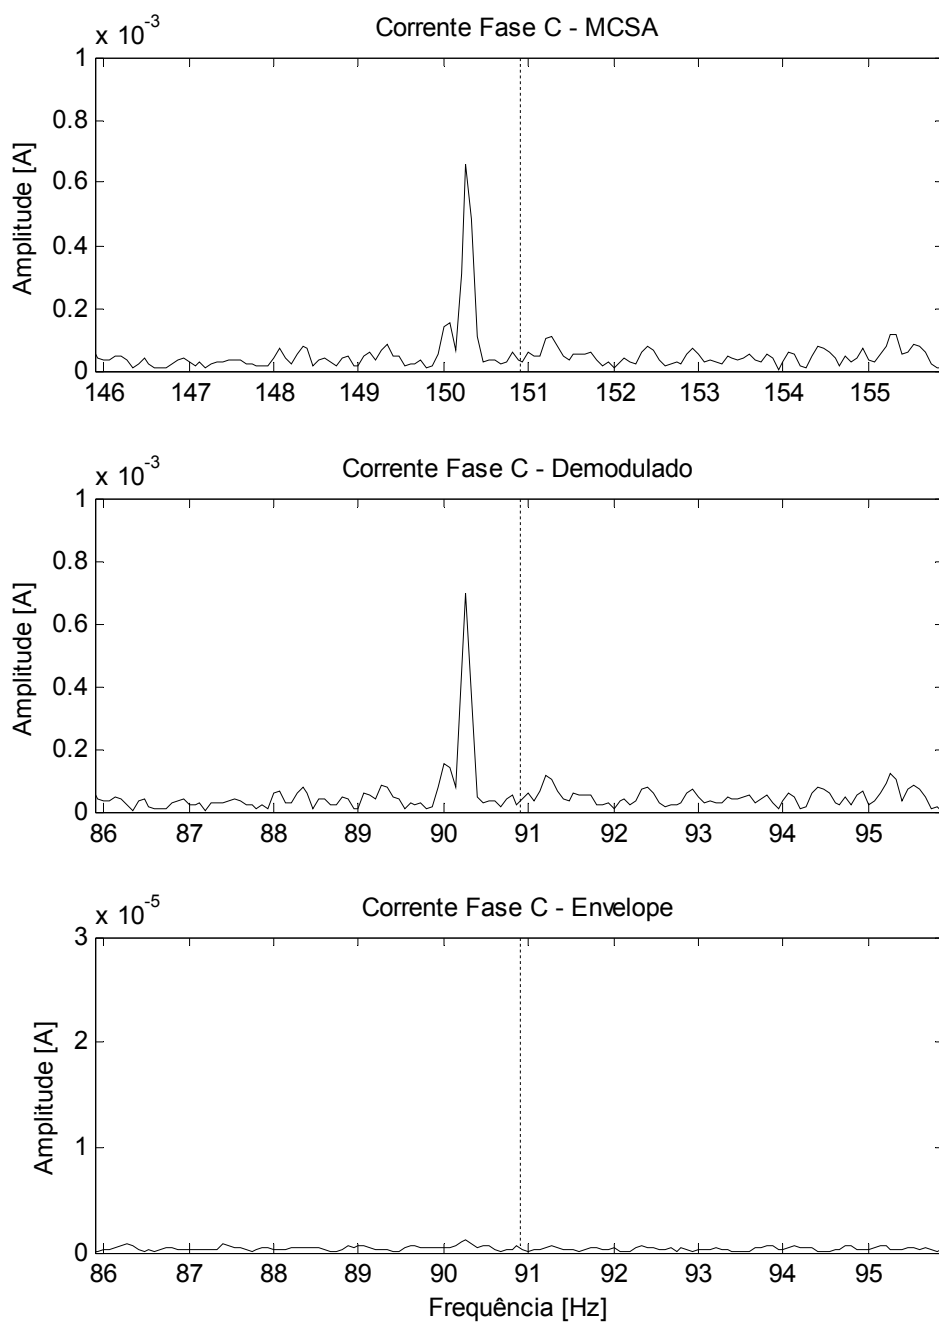 x 10^-3
Corrente Fase C - MCSA
Amplitude [A]
1
0.8
0.6
0.4
0.2
0
146 147 148 149 150 151 152 153 154 155
x 10^-3
Corrente Fase C - Demodulado
Amplitude [A]
1
0.8
0.6
0.4
0.2
0
86 87 88 89 90 91 92 93 94 95
x 10^-5
Corrente Fase C - Envelope
Amplitude [A]
3
2
1
0
86 87 88 89 90 91 92 93 94 95
Frequência [Hz]